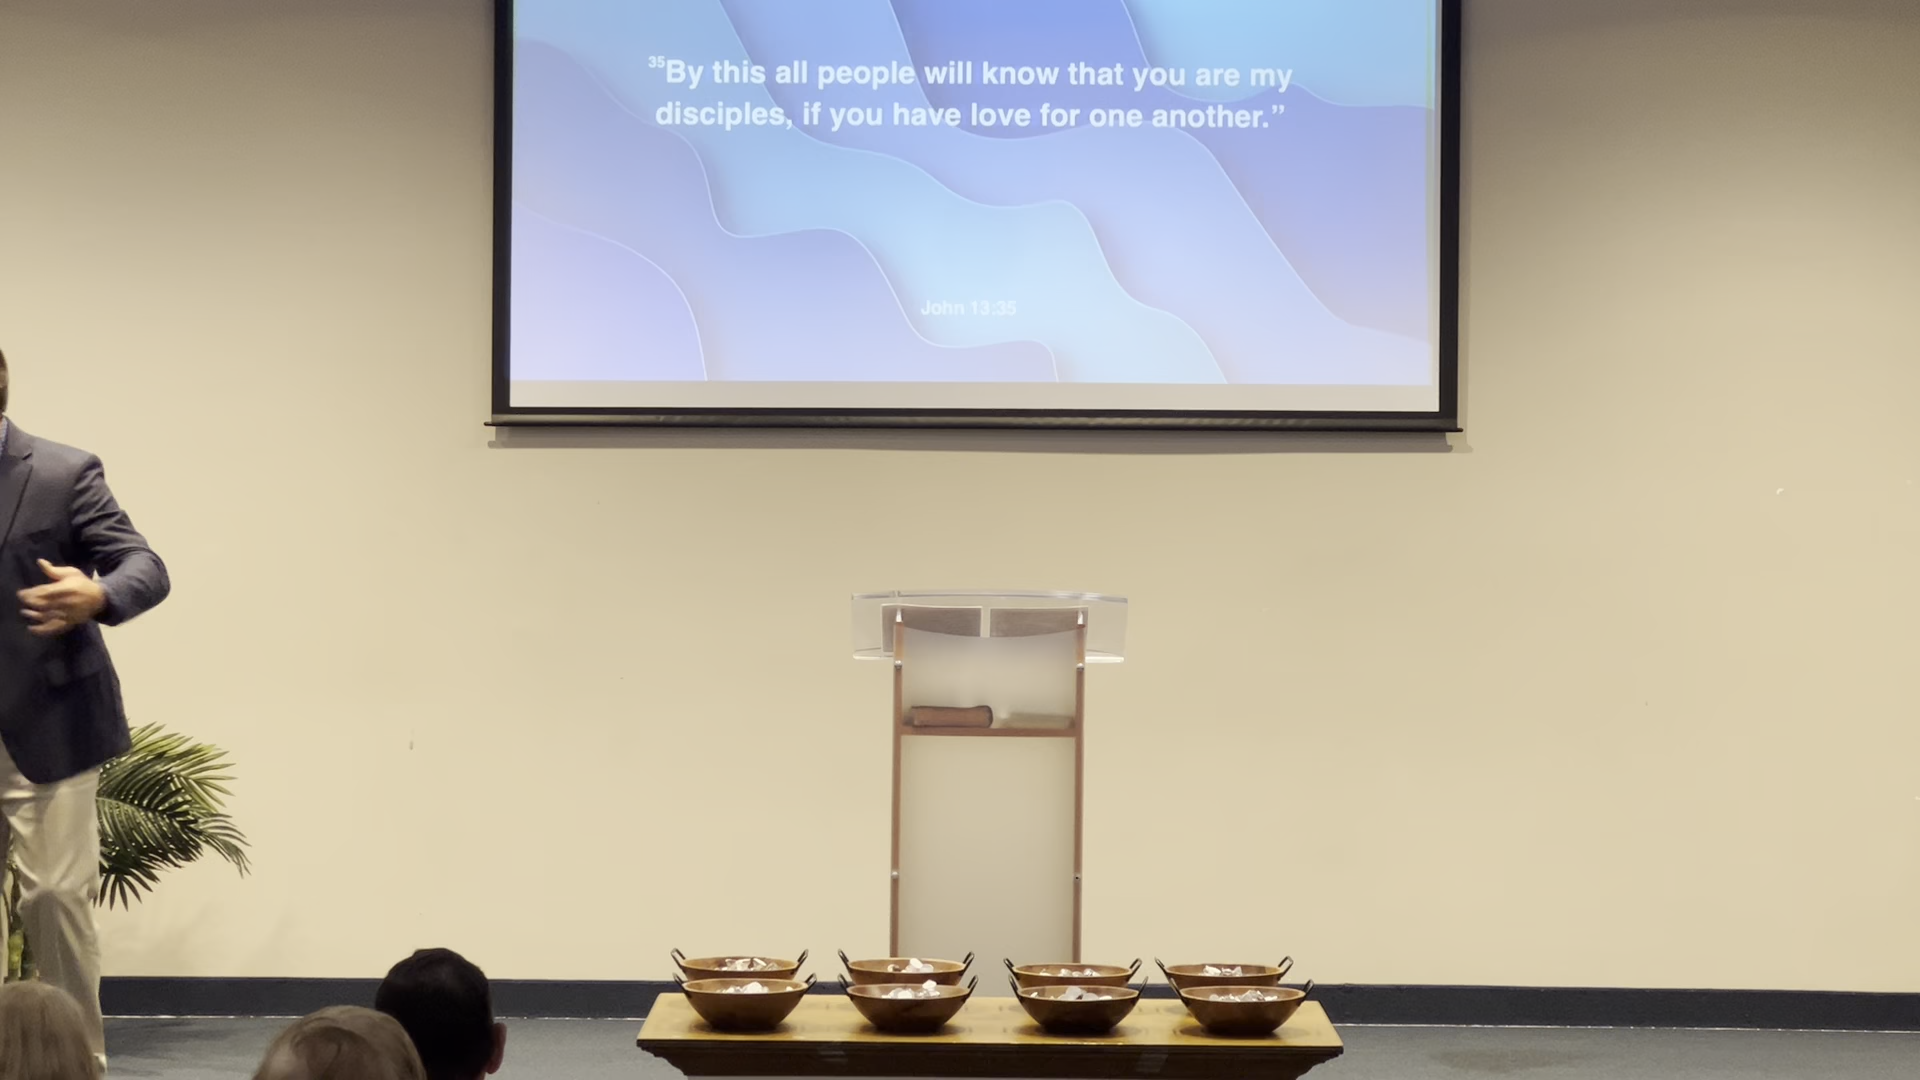 35By this all people will know that you are my
disciples, if you have love for one another.”
John 13:35